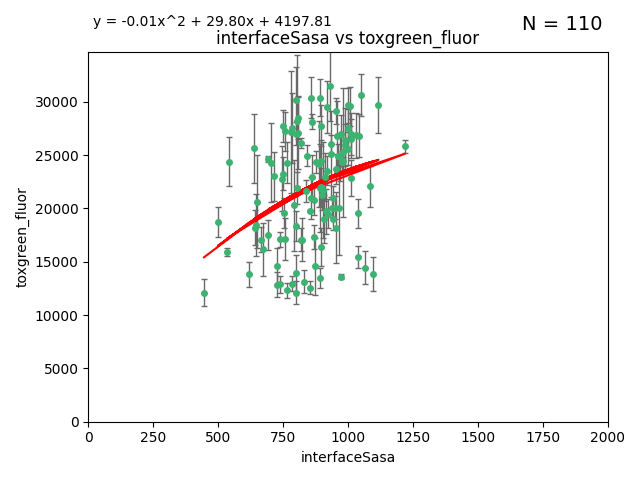 y = -0.01x^2 + 29.80x + 4197.81
N = 110
interfaceSasa vs toxgreen_fluor
toxgreen_fluor
30000
25000
20000
15000
10000
5000
0
0 250 500 750 1000 1250 1500 1750 2000
interfaceSasa